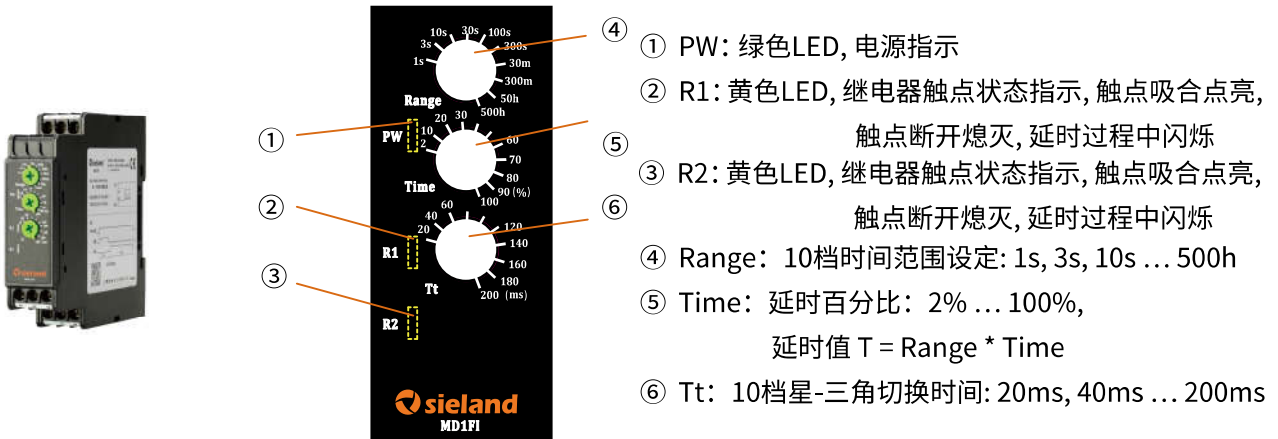 ①
②
③
④
⑤
⑥
1s
3s
10s
30s
100s
300s
30m
300m
50h
500h
Range
PW
2
10
20
30
60
70
80
90 (%)
100
Time
20
40
60
120
140
160
180
200 (ms)
R1
Tt
R2
sieland
MD1FI
sieland
① PW：绿色LED, 电源指示
② R1：黄色LED, 继电器触点状态指示, 触点吸合点亮,
触点断开熄灭, 延时过程中闪烁
③ R2：黄色LED, 继电器触点状态指示, 触点吸合点亮,
触点断开熄灭, 延时过程中闪烁
④ Range：10档时间范围设定: 1s, 3s, 10s … 500h
⑤ Time：延时百分比：2% … 100%,
延时值 T = Range * Time
⑥ Tt：10档星-三角切换时间: 20ms, 40ms … 200ms